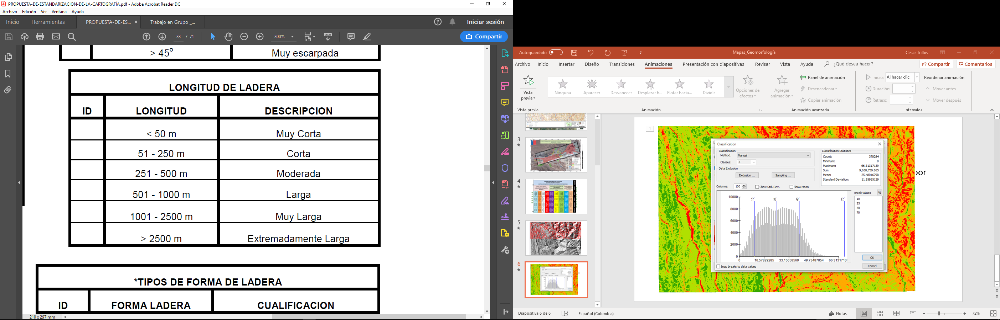 PROPUESTA-DE-ESTANDARIZACION-DE-LA-CARTOGRAFÍA.pdf - Adobe Acrobat Reader DC
Archivo Edición Ver Ventana Ayuda
Inicio Herramientas PROPUESTA-DE-ES... × Trabajo en Grupo _... Iniciar sesión
33 / 71 300% Compartir
> 45° Muy escarpada
LONGITUD DE LADERA
ID LONGITUD DESCRIPCION
< 50 m Muy Corta
51 - 250 m Corta
251 - 500 m Moderada
501 - 1000 m Larga
1001 - 2500 m Muy Larga
> 2500 m Extremadamente Larga
*TIPOS DE FORMA DE LADERA
ID FORMA LADERA CUALIFICACION
210 x 297 mm
Autoguardado Mapas_Geomorfología Cesar Trillos
Archivo Inicio Insertar Diseño Transiciones Animaciones Presentación con diapositivas Revisar Vista Ayuda ¿Qué desea hacer? Compartir Comentarios
Vista previa
Ninguna Aparecer Desvanecer Desplazar h... Flotar hacia... Dividir
Opciones de efectos
Agregar animación
Panel de animación
Desencadenar
Copiar animación
Inicio: Al hacer clic
Duración:
Retraso:
Reordenar animación
Mover antes
Mover después
Vista previa Animación Animación avanzada Intervalos
3
4
5
6
1
Classification
Classification
Method: Manual
Classes: 4
Data Exclusion
Exclusion ... Sampling ...
Classification Statistics
Count: 378284
Minimum: 0
Maximum: 66.31317139
Sum: 9,638,739.865
Mean: 25.48016798
Standard Deviation: 11.55935129
por
Columns: 100 Show Std. Dev. Show Mean
Break Values %
10
25
40
70
10 25 40 70
10000
8000
6000
4000
2000
0
0 16.57829285 33.15658569 49.73487854 66.31317139
Snap breaks to data values
OK
Cancel
Diapositiva 6 de 6 Español (Colombia) Notas 72%